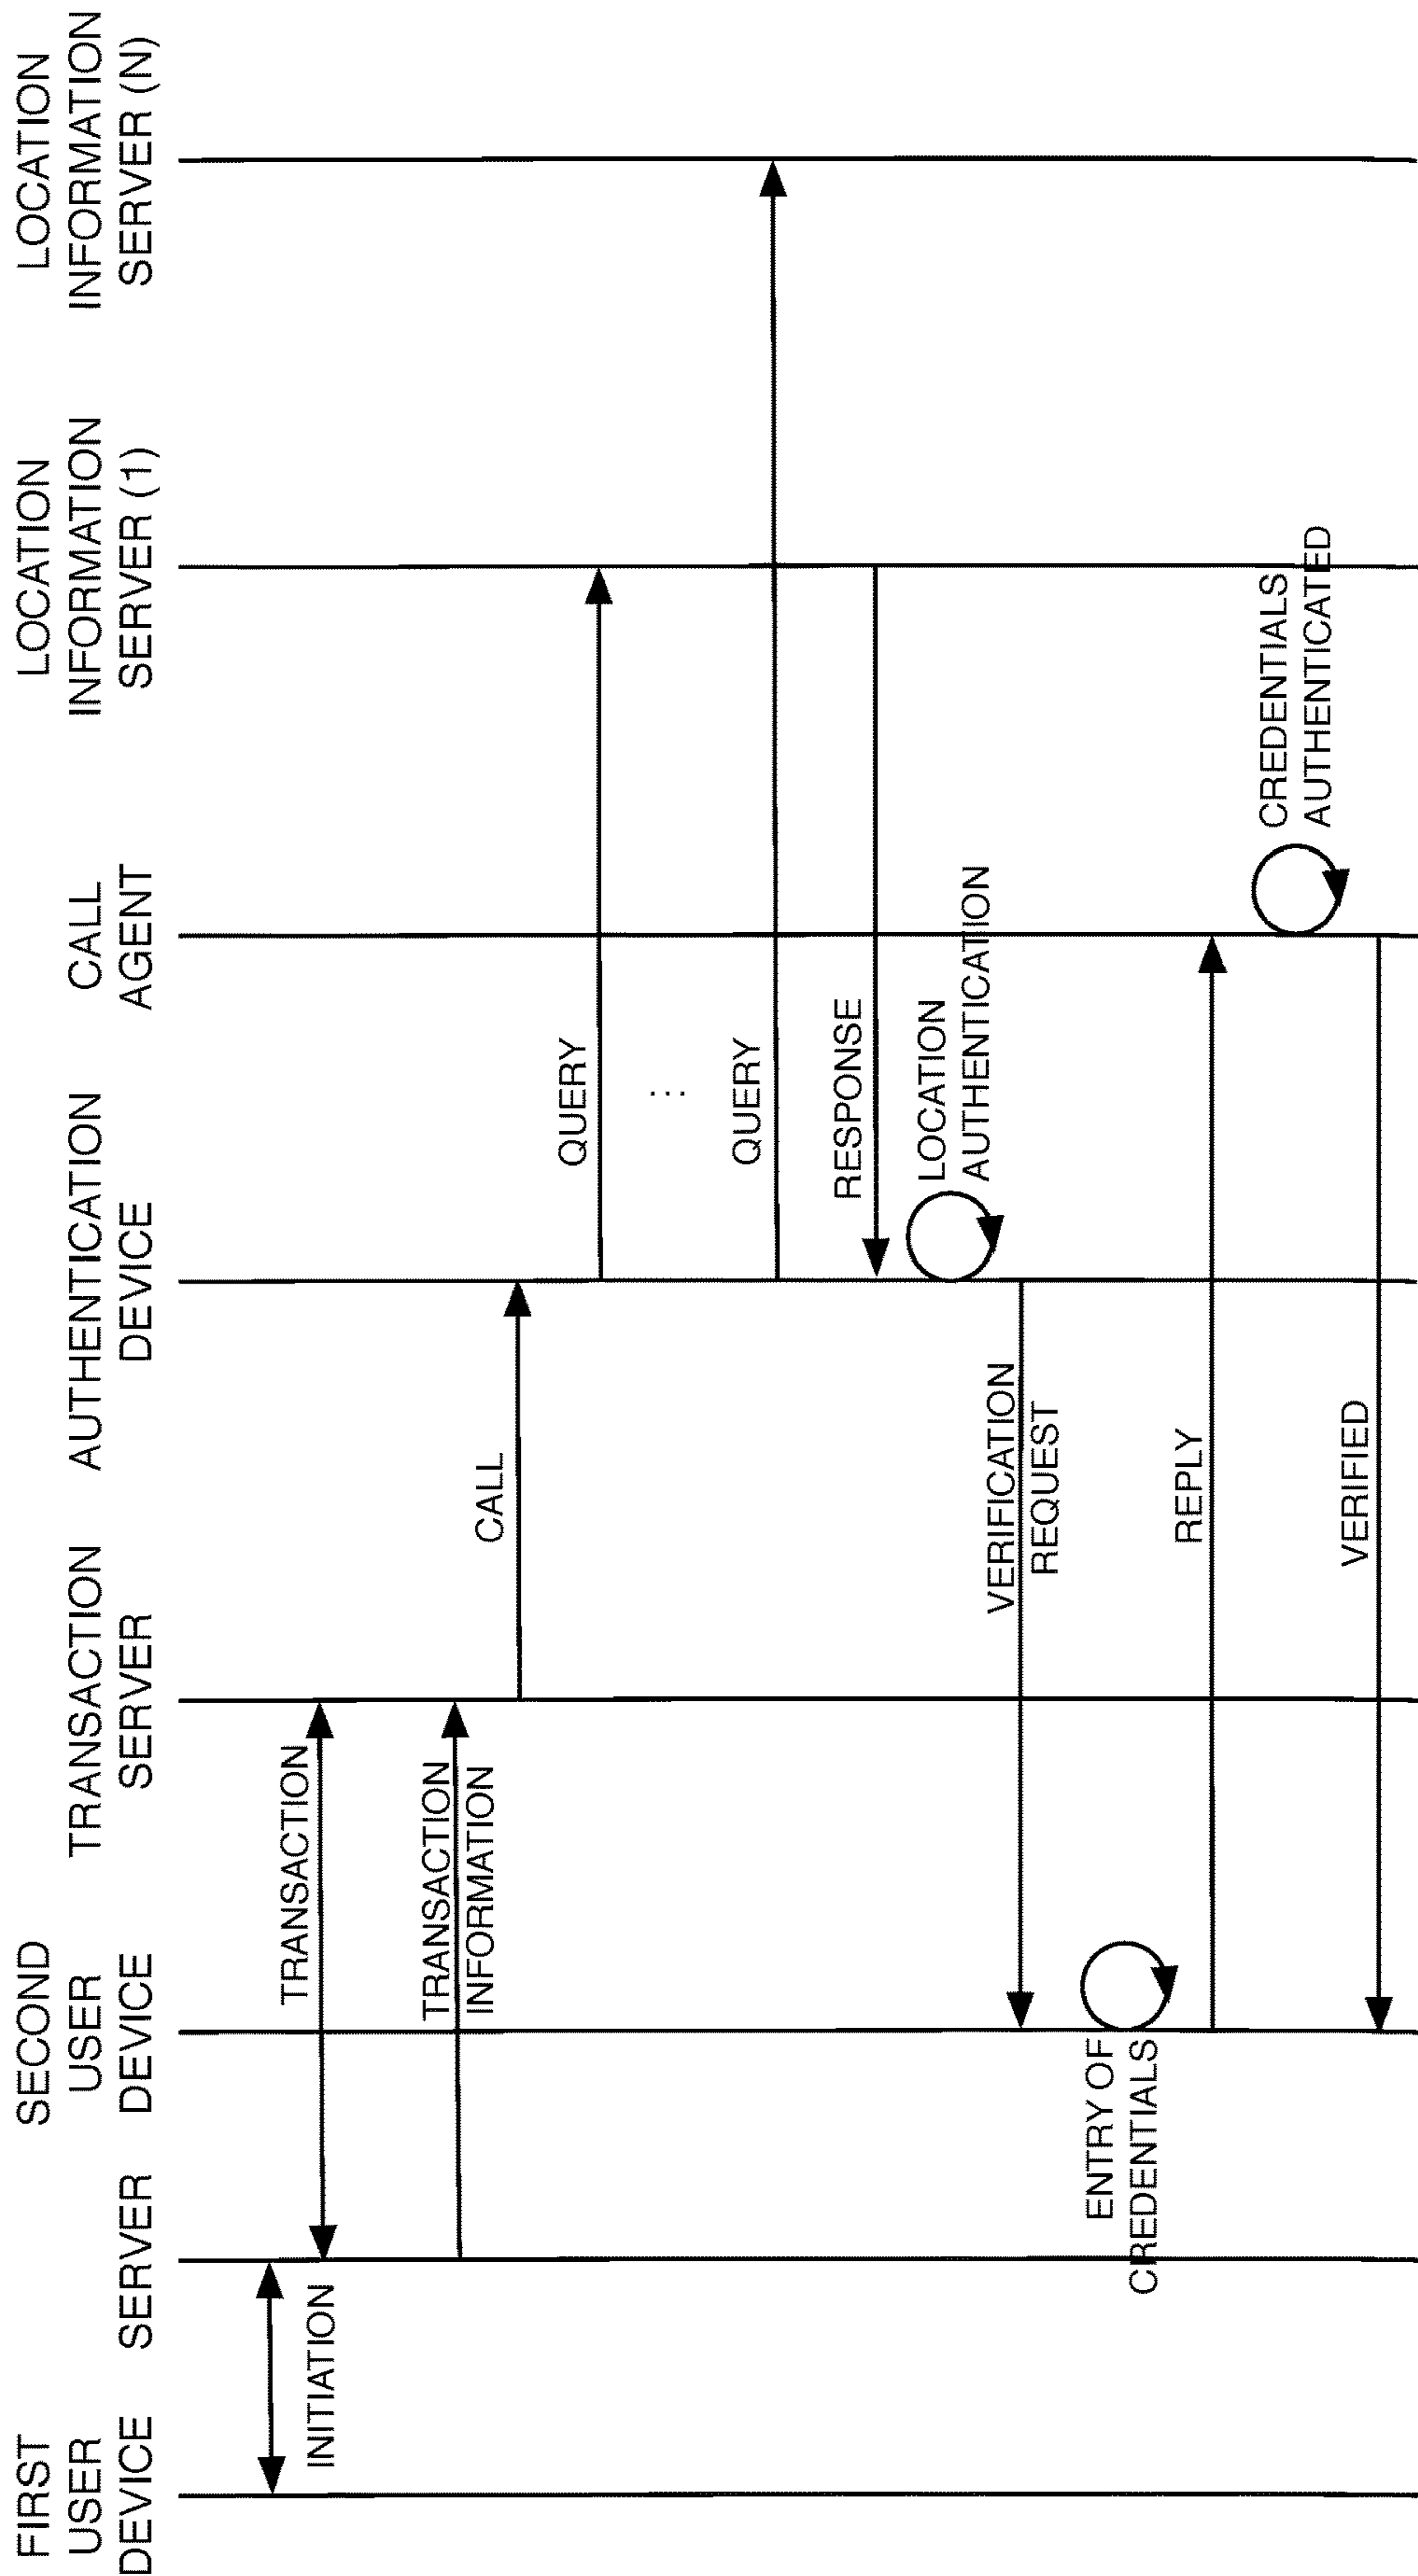 FIRST
USER
DEVICE
SERVER
SECOND
USER
DEVICE
TRANSACTION
SERVER
AUTHENTICATION
DEVICE
CALL
AGENT
LOCATION
INFORMATION
SERVER (1)
LOCATION
INFORMATION
SERVER (N)
INITIATION
TRANSACTION
TRANSACTION
INFORMATION
CALL
QUERY
...
QUERY
RESPONSE
LOCATION
AUTHENTICATION
VERIFICATION
REQUEST
ENTRY OF
CREDENTIALS
REPLY
CREDENTIALS
AUTHENTICATED
VERIFIED